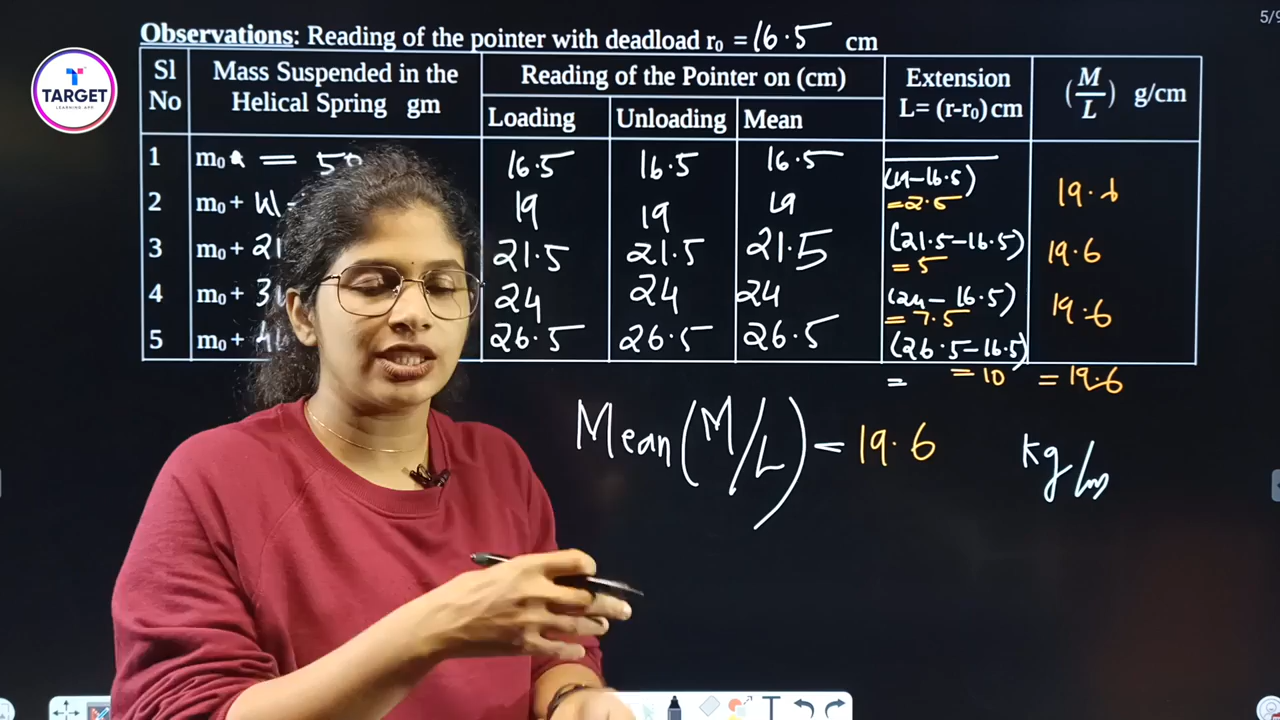 5/9
Observations: Reading of the pointer with deadload r₀ = 16.5 cm
TARGET
LEARNING APP
Sl No
Mass Suspended in the Helical Spring gm
Reading of the Pointer on (cm)
Loading Unloading Mean
Extension L= (r-r₀) cm
(M/L) g/cm
1 m₀ = 16.5 16.5 16.5
2 m₀ + 19 19 19 (19-16.5) = 2.5 19.6
3 m₀ + 21.5 21.5 21.5 (21.5-16.5) = 5 19.6
4 m₀ + 24 24 24 (24-16.5) = 7.5 19.6
5 m₀ + 26.5 26.5 26.5 (26.5-16.5)
= = 10 = 19.6
Mean (M/L) = 19.6 kg/m
T